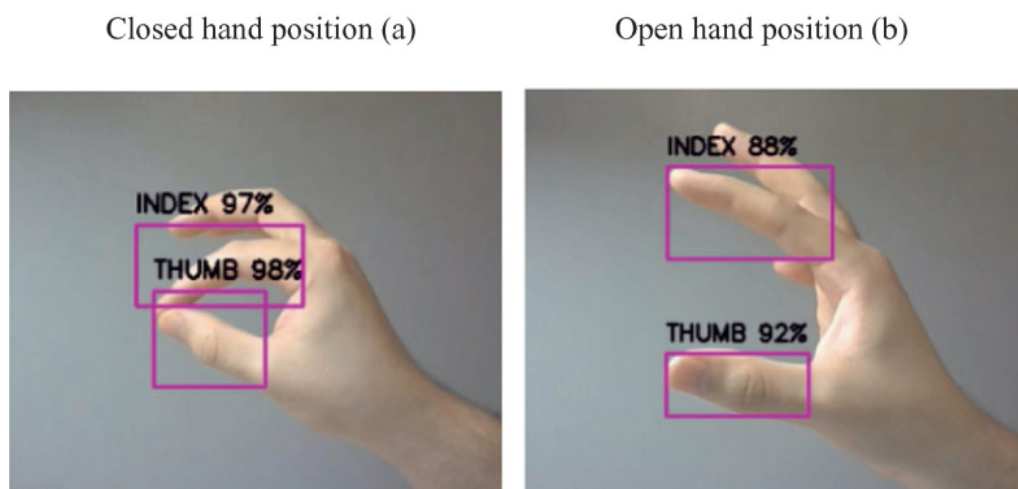 Closed hand position (a)
Open hand position (b)
INDEX 97%
THUMB 98%
INDEX 88%
THUMB 92%